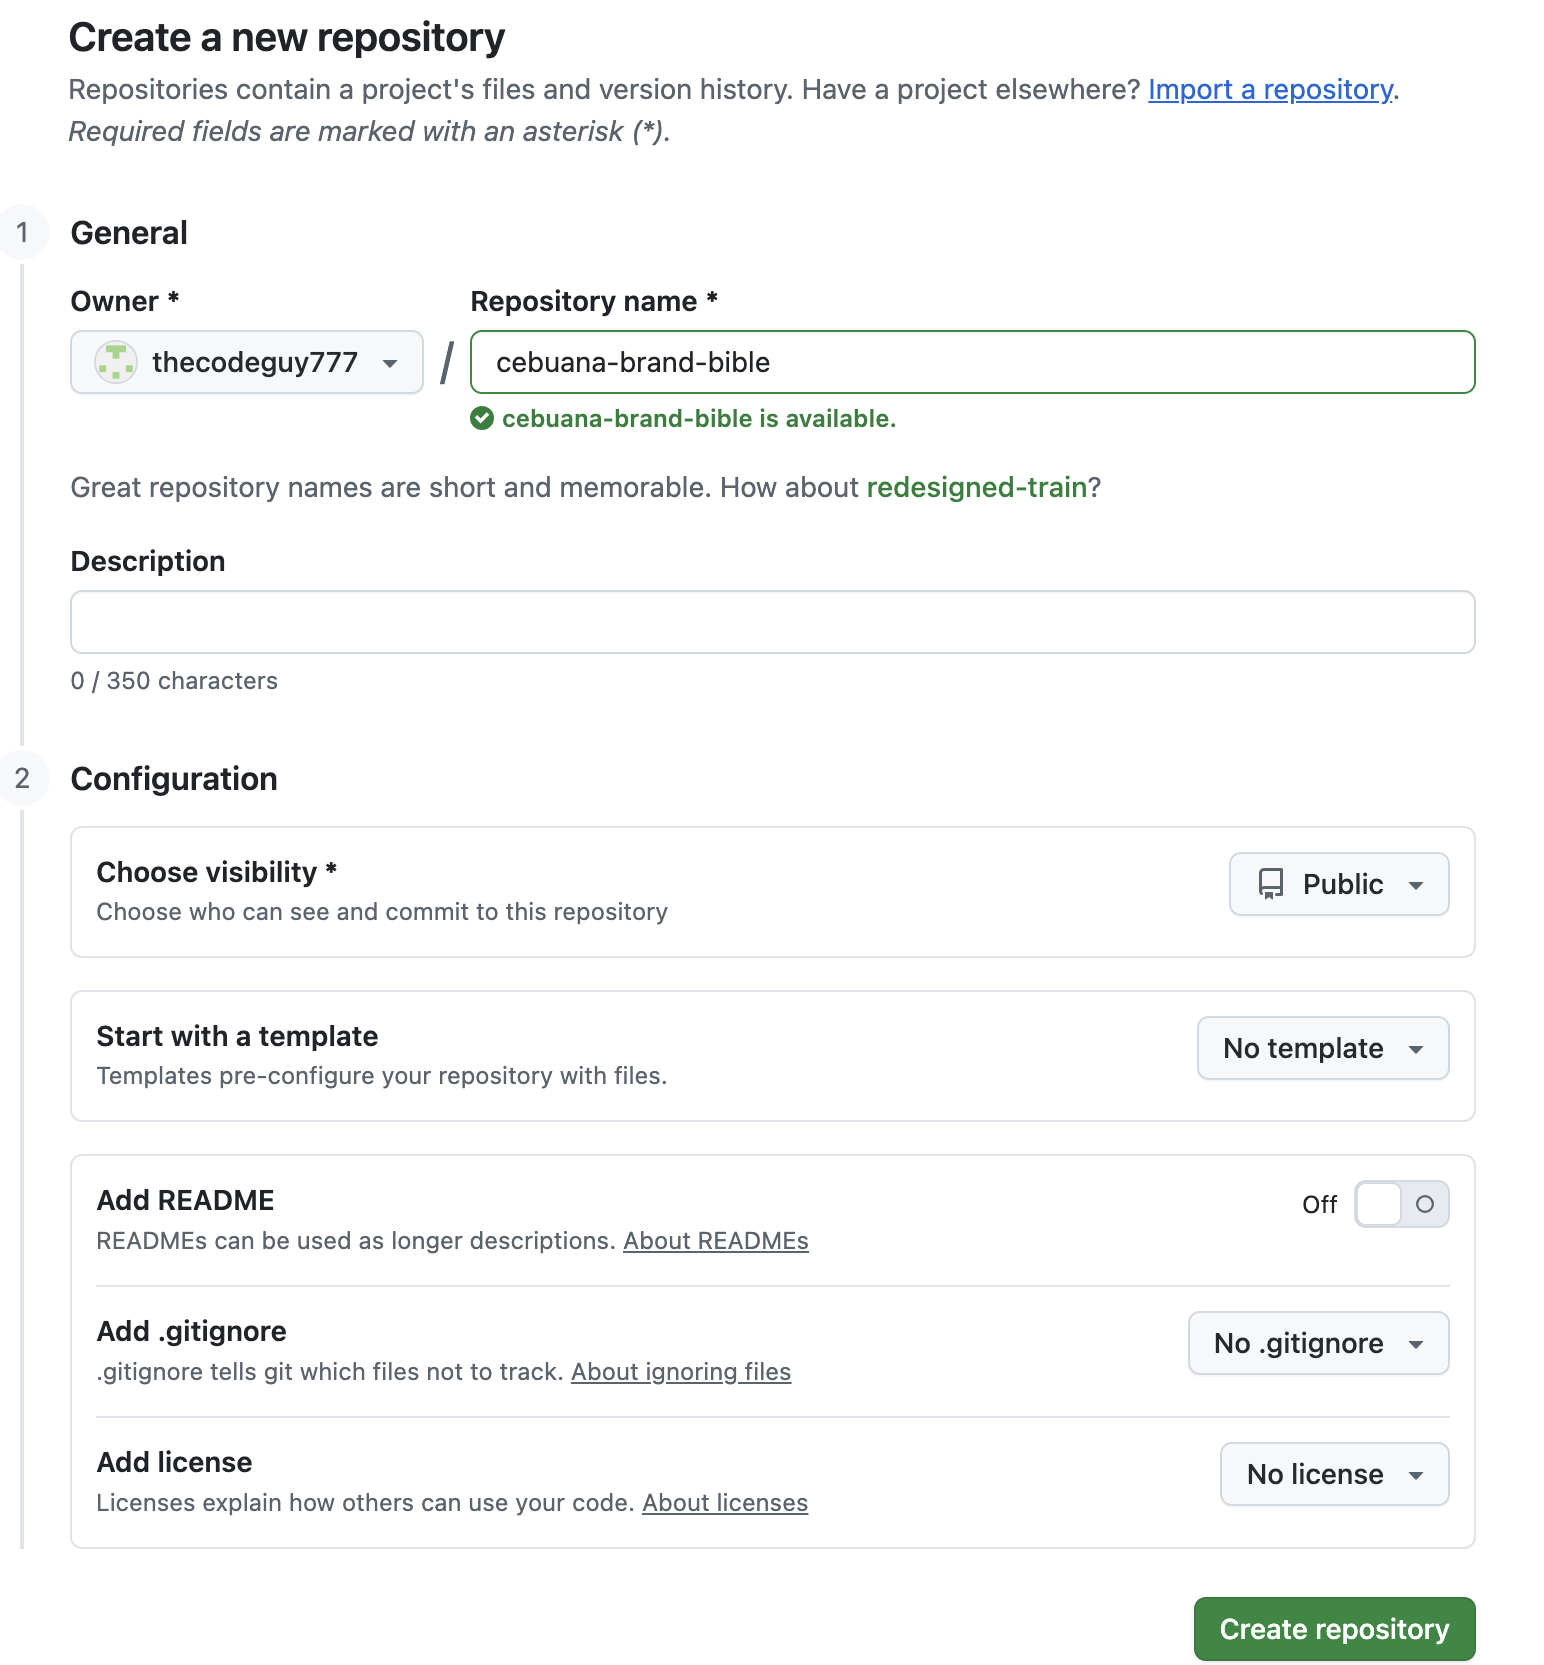 Create a new repository
Repositories contain a project's files and version history. Have a project elsewhere? Import a repository.
Required fields are marked with an asterisk (*).
1 General
Owner * Repository name *
thecodeguy777 / cebuana-brand-bible
cebuana-brand-bible is available.
Great repository names are short and memorable. How about redesigned-train?
Description
0 / 350 characters
2 Configuration
Choose visibility *
Public
Choose who can see and commit to this repository
Start with a template
No template
Templates pre-configure your repository with files.
Add README
Off
READMEs can be used as longer descriptions. About READMEs
Add .gitignore
No .gitignore
.gitignore tells git which files not to track. About ignoring files
Add license
No license
Licenses explain how others can use your code. About licenses
Create repository